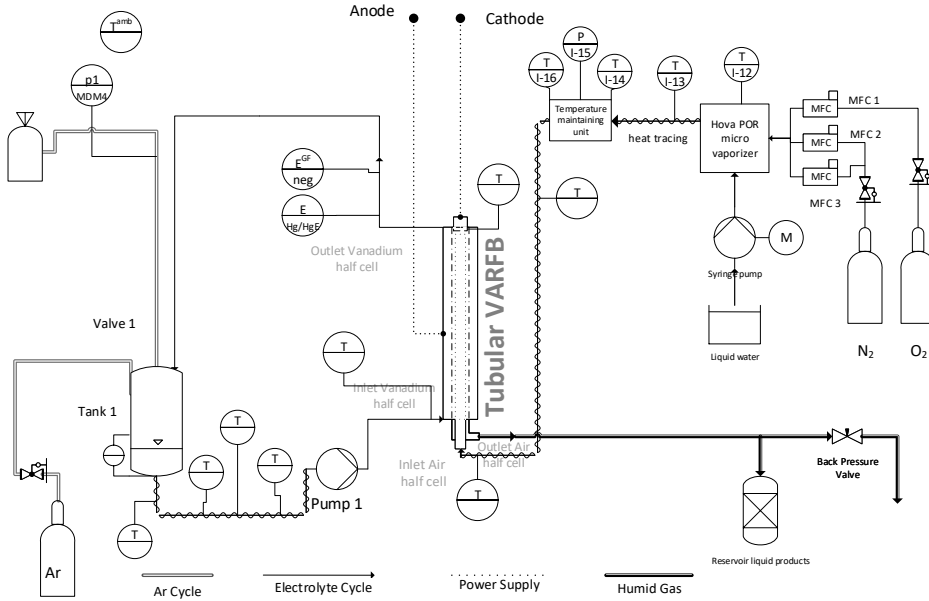 Anode
Cathode
T^amb
p1
MDM4
P
I-15
T
I-16
T
I-14
T
I-13
T
I-12
Temperature
maintaining
unit
heat tracing
Hova POR
micro
vaporizer
MFC
MFC 1
MFC
MFC 2
MFC
MFC 3
E^GF
neg
E
Hg/HgE
T
T
M
Syringe pump
Outlet Vanadium
half cell
Tubular VARFB
Valve 1
T
Liquid water
N₂
O₂
Inlet Vanadium
half cell
Tank 1
T
T
T
Inlet Air
half cell
Outlet Air
half cell
Back Pressure
Valve
Pump 1
T
T
Ar
Reservoir liquid products
Ar Cycle
Electrolyte Cycle
Power Supply
Humid Gas